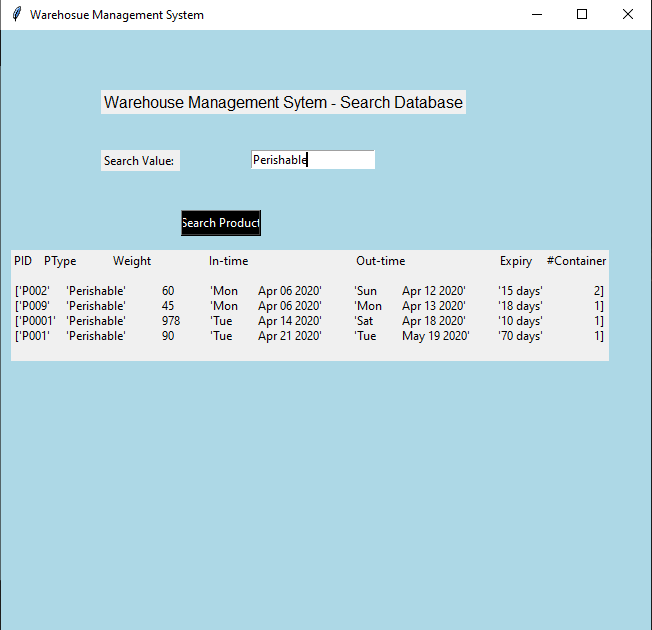 Warehosue Management System
Warehouse Management Sytem - Search Database
Search Value: Perishable
Search Product
PID PType Weight In-time Out-time Expiry #Container
['P002' 'Perishable' 60 'Mon Apr 06 2020' 'Sun Apr 12 2020' '15 days' 2]
['P009' 'Perishable' 45 'Mon Apr 06 2020' 'Mon Apr 13 2020' '18 days' 1]
['P0001' 'Perishable' 978 'Tue Apr 14 2020' 'Sat Apr 18 2020' '10 days' 1]
['P001' 'Perishable' 90 'Tue Apr 21 2020' 'Tue May 19 2020' '70 days' 1]